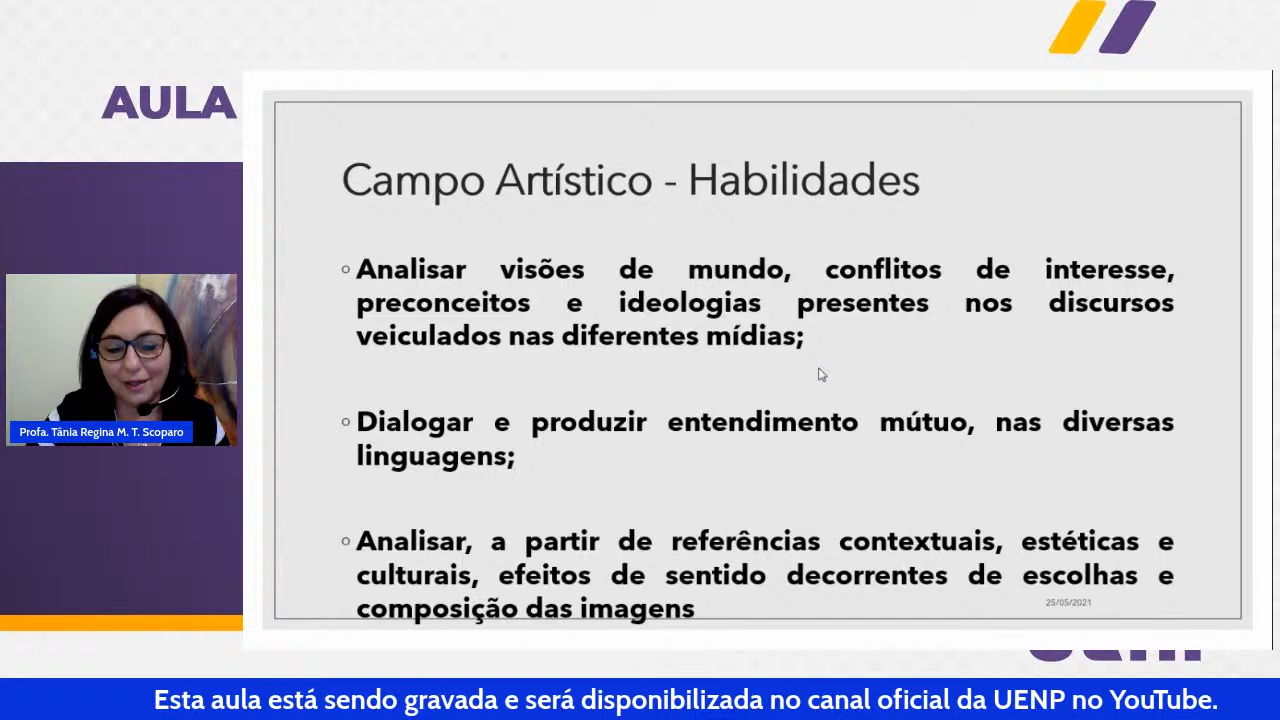 AULA
Campo Artístico - Habilidades
Analisar visões de mundo, conflitos de interesse,
preconceitos e ideologias presentes nos discursos
veiculados nas diferentes mídias;
Dialogar e produzir entendimento mútuo, nas diversas
linguagens;
Analisar, a partir de referências contextuais, estéticas e
culturais, efeitos de sentido decorrentes de escolhas e
composição das imagens
25/05/2021
Profa. Tânia Regina M. T. Scoparo
Esta aula está sendo gravada e será disponibilizada no canal oficial da UENP no YouTube.